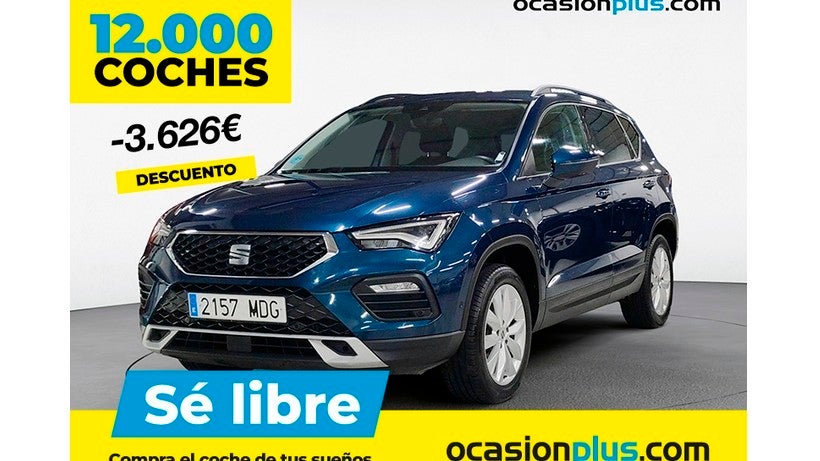 12.000
COCHES
ocasionplus.com
-3.626€
DESCUENTO
2157 MDG
Sé libre
Compra el coche de tus sueños
ocasionplus.com